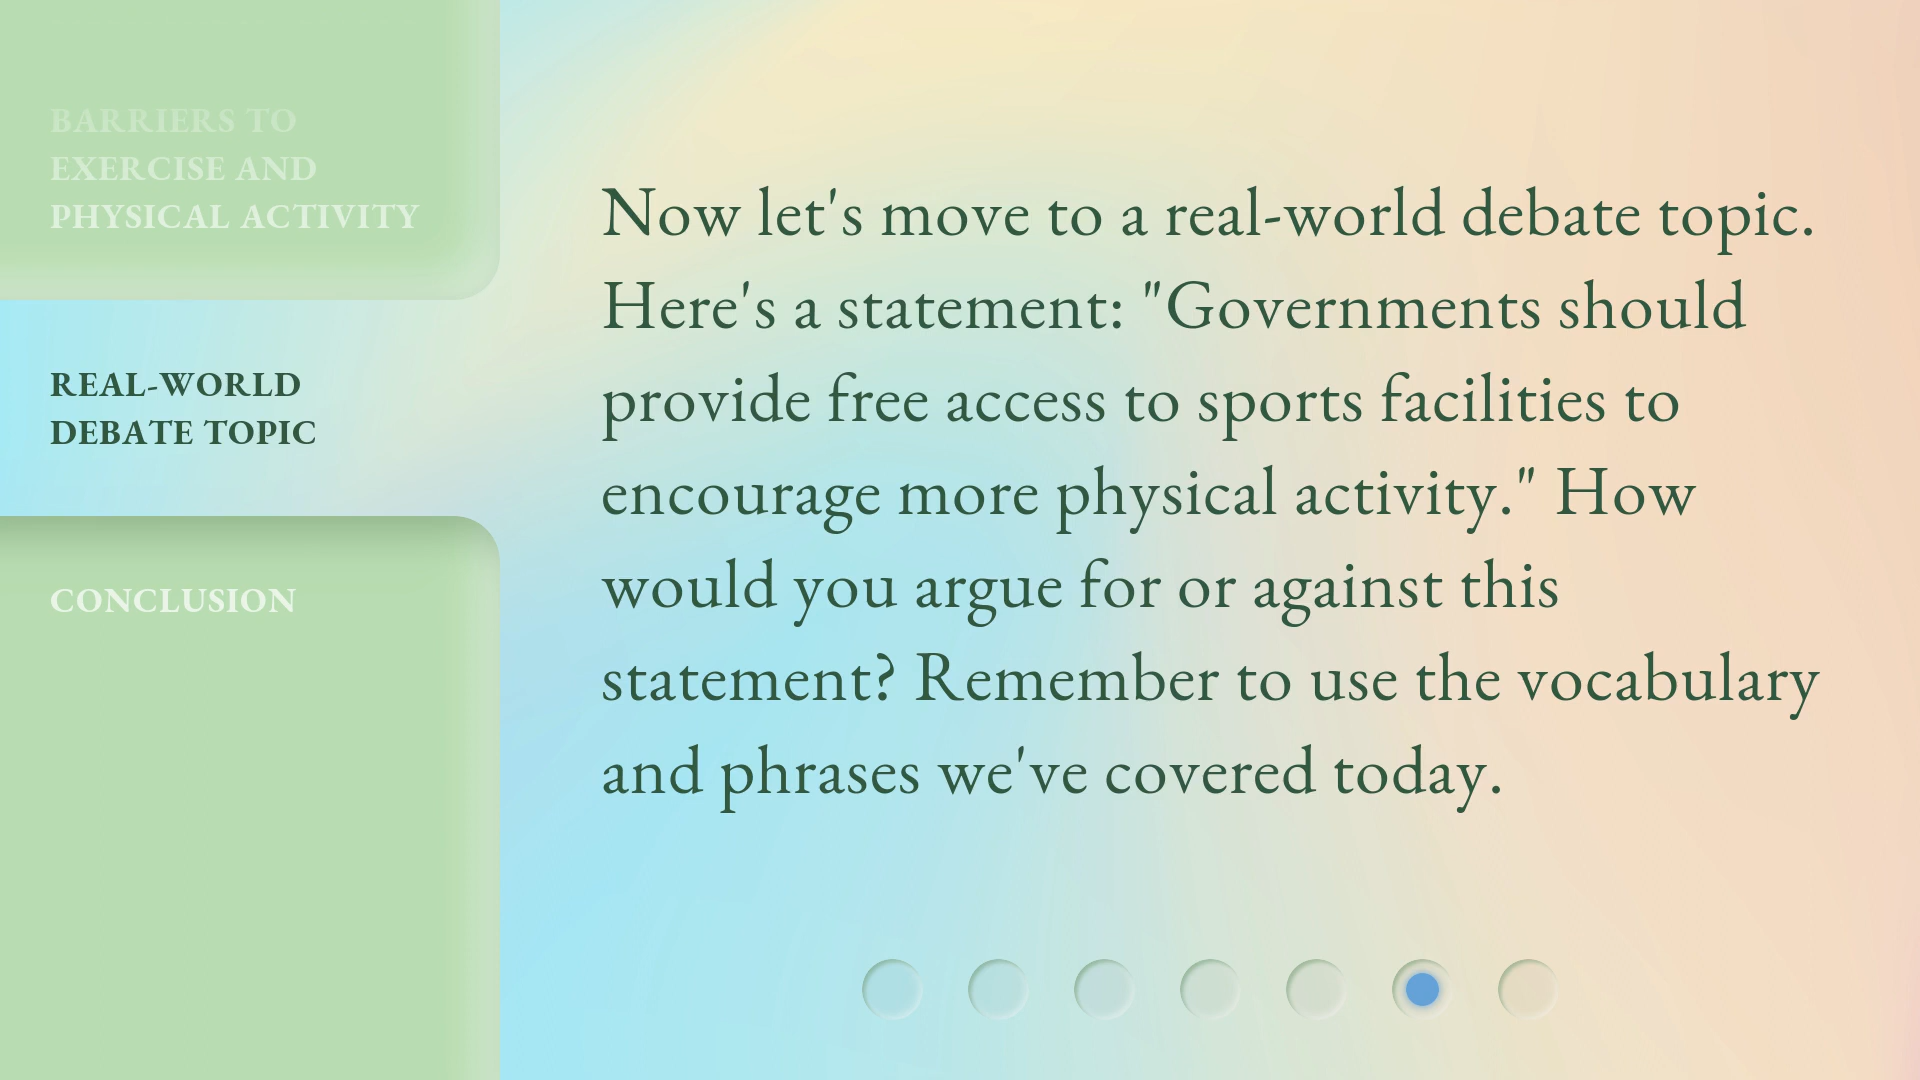 BARRIERS TO
EXERCISE AND
PHYSICAL ACTIVITY
REAL-WORLD
DEBATE TOPIC
CONCLUSION
Now let's move to a real-world debate topic.
Here's a statement: "Governments should
provide free access to sports facilities to
encourage more physical activity." How
would you argue for or against this
statement? Remember to use the vocabulary
and phrases we've covered today.